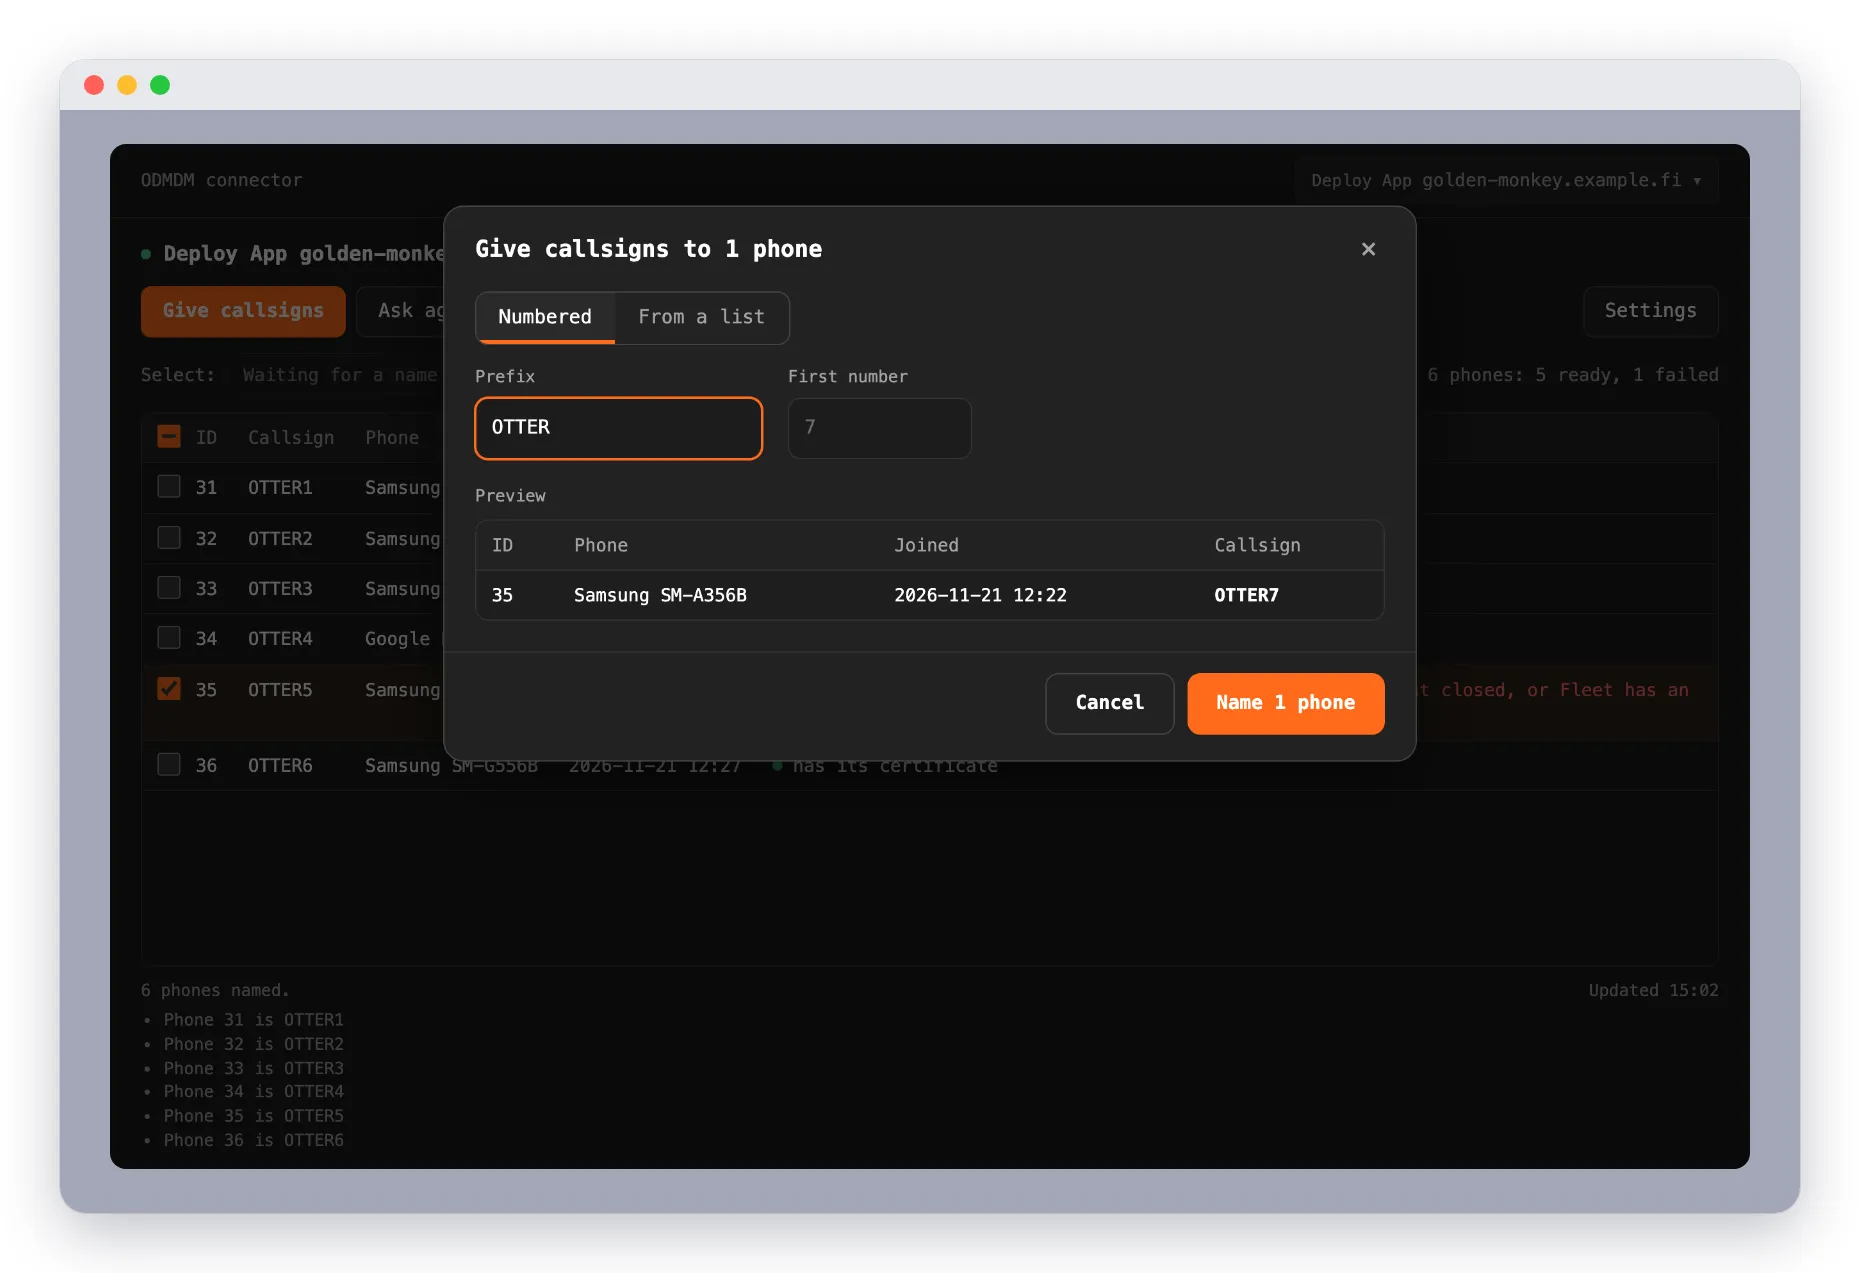 ODMDM connector
Deploy App golden-monkey.example.fi ▾
Deploy App golden-monke
Give callsigns
Ask ag
Settings
Select: Waiting for a name
6 phones: 5 ready, 1 failed
ID Callsign Phone
31 OTTER1 Samsung
32 OTTER2 Samsung
33 OTTER3 Samsung
34 OTTER4 Google
35 OTTER5 Samsung
t closed, or Fleet has an
36 OTTER6 Samsung SM-G556B 2026-11-21 12:27 has its certificate
Give callsigns to 1 phone ×
Numbered From a list
Prefix First number
OTTER 7
Preview
ID Phone Joined Callsign
35 Samsung SM-A356B 2026-11-21 12:22 OTTER7
Cancel Name 1 phone
6 phones named.
Updated 15:02
• Phone 31 is OTTER1
• Phone 32 is OTTER2
• Phone 33 is OTTER3
• Phone 34 is OTTER4
• Phone 35 is OTTER5
• Phone 36 is OTTER6